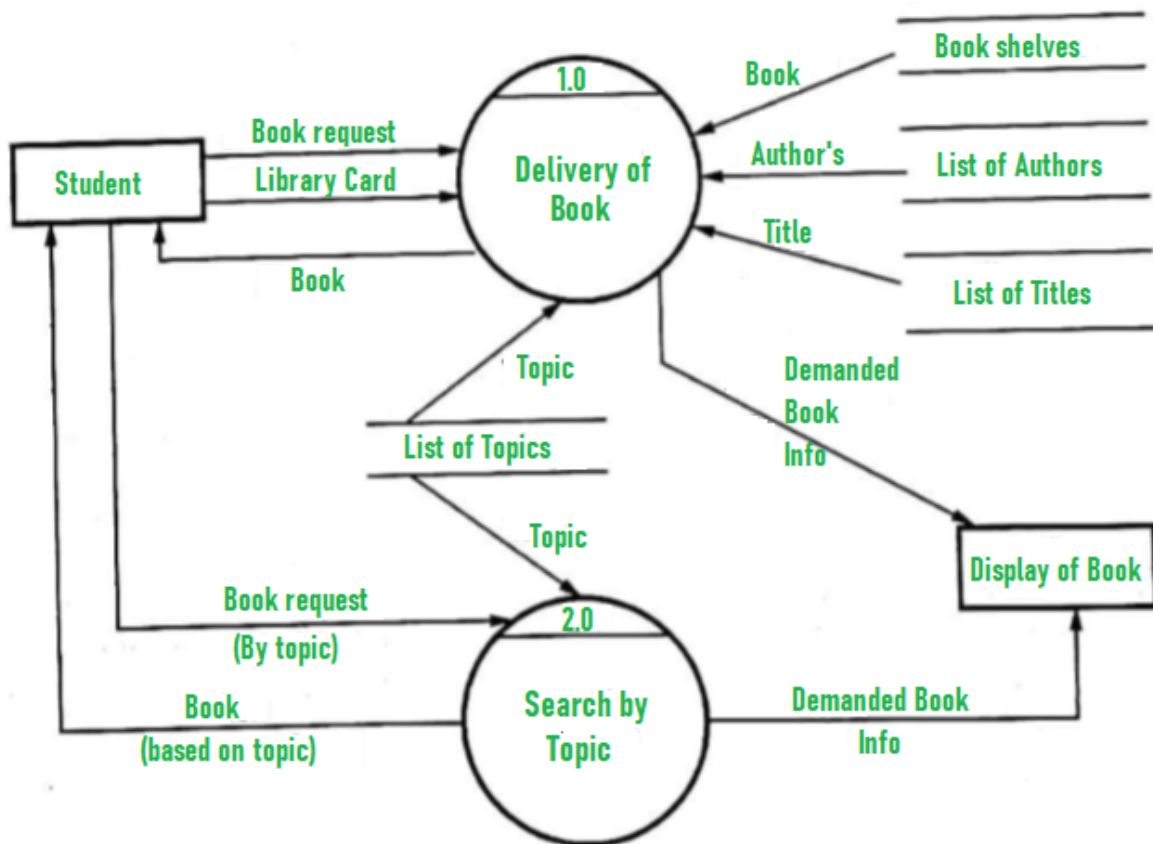 Book shelves
1.0
Book
Book request
Author's
List of Authors
Student
Library Card
Delivery of
Book
Title
Book
List of Titles
Topic
Demanded
Book
Info
List of Topics
Topic
Display of Book
Book request
(By topic)
2.0
Book
(based on topic)
Search by
Topic
Demanded Book
Info